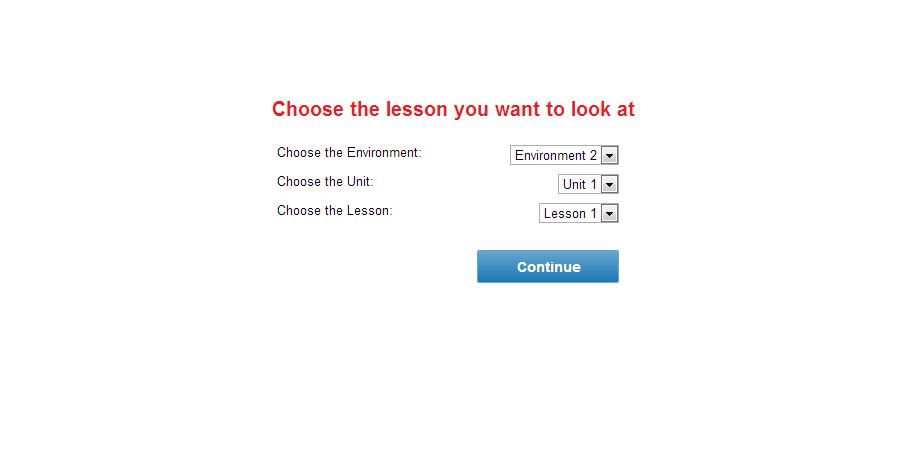 Choose the lesson you want to look at
Choose the Environment: Environment 2
Choose the Unit: Unit 1
Choose the Lesson: Lesson 1
Continue